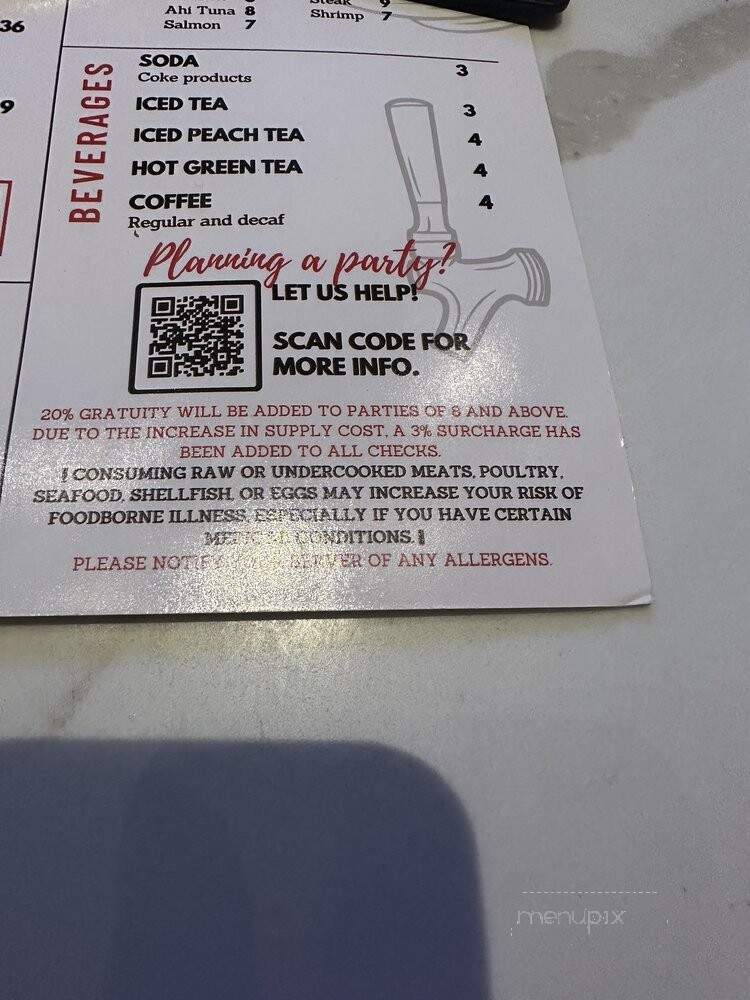 36
Steak 9
Ahi Tuna 8
Shrimp 7
Salmon 7
9
BEVERAGES
SODA 3
Coke products
ICED TEA 3
ICED PEACH TEA 4
HOT GREEN TEA 4
COFFEE 4
Regular and decaf
Planning a party?
LET US HELP!
SCAN CODE FOR
MORE INFO.
20% GRATUITY WILL BE ADDED TO PARTIES OF 8 AND ABOVE.
DUE TO THE INCREASE IN SUPPLY COST, A 3% SURCHARGE HAS
BEEN ADDED TO ALL CHECKS.
! CONSUMING RAW OR UNDERCOOKED MEATS, POULTRY,
SEAFOOD, SHELLFISH, OR EGGS MAY INCREASE YOUR RISK OF
FOODBORNE ILLNESS, ESPECIALLY IF YOU HAVE CERTAIN
MEDICAL CONDITIONS. !
PLEASE NOTIFY YOUR SERVER OF ANY ALLERGENS.
menupix